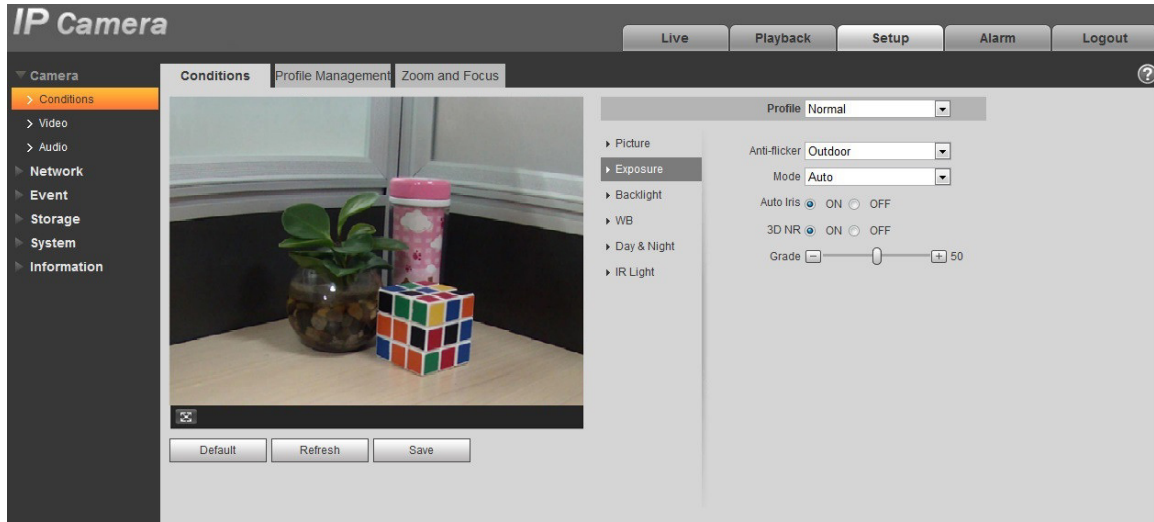 IP Camera
Live Playback Setup Alarm Logout
Camera
Conditions
Video
Audio
Network
Event
Storage
System
Information
Conditions Profile Management Zoom and Focus
Profile Normal
Picture
Exposure
Backlight
WB
Day & Night
IR Light
Anti-flicker Outdoor
Mode Auto
Auto Iris ON OFF
3D NR ON OFF
Grade 50
Default Refresh Save